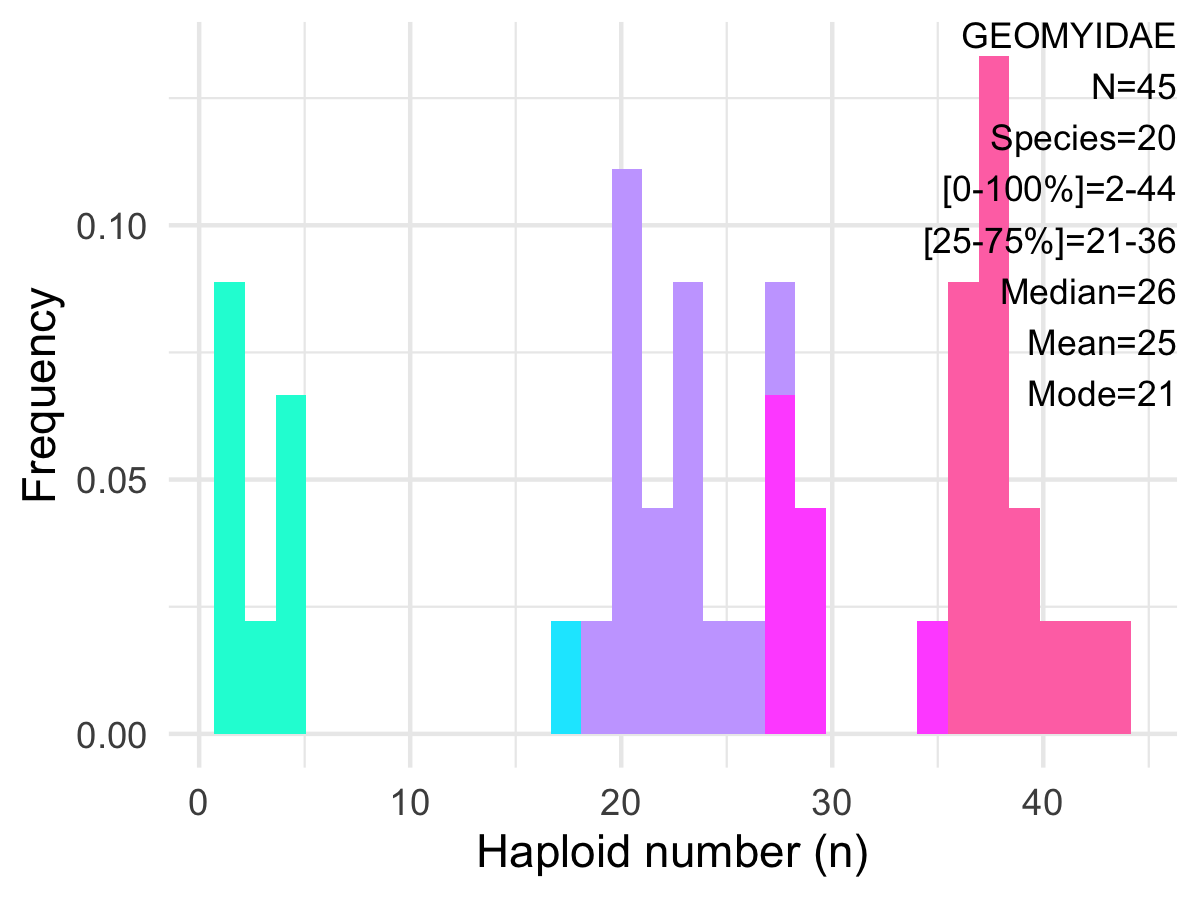 GEOMYIDAE
N=45
Species=20
[0-100%]=2-44
[25-75%]=21-36
Median=26
Mean=25
Mode=21
Frequency
0.10
0.05
0.00
0 10 20 30 40
Haploid number (n)